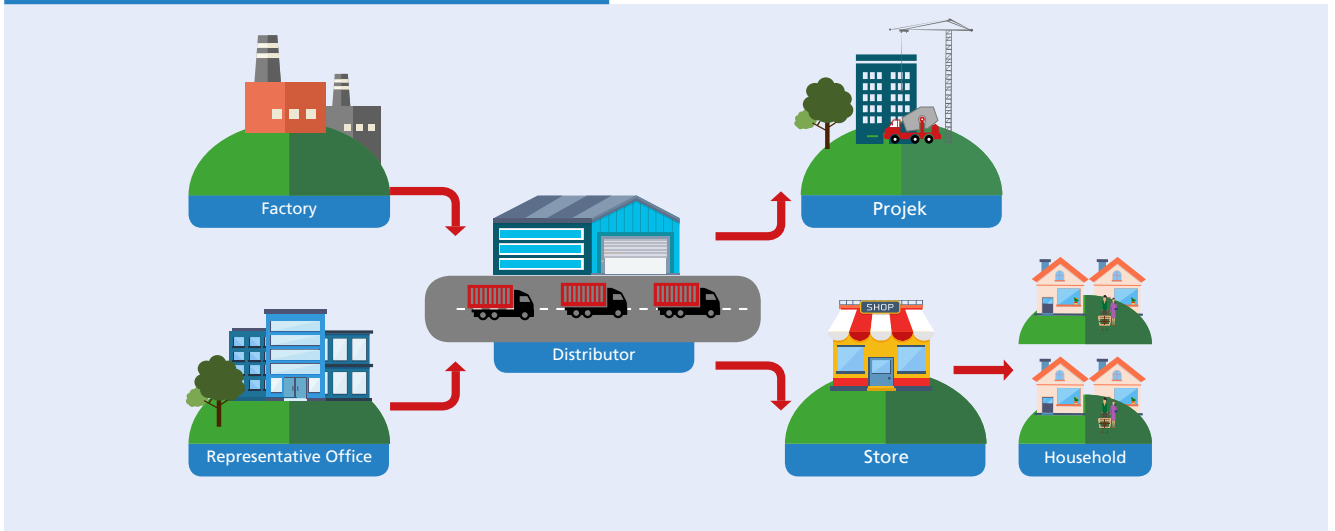 Factory
Projek
Distributor
SHOP
Representative Office
Store
Household